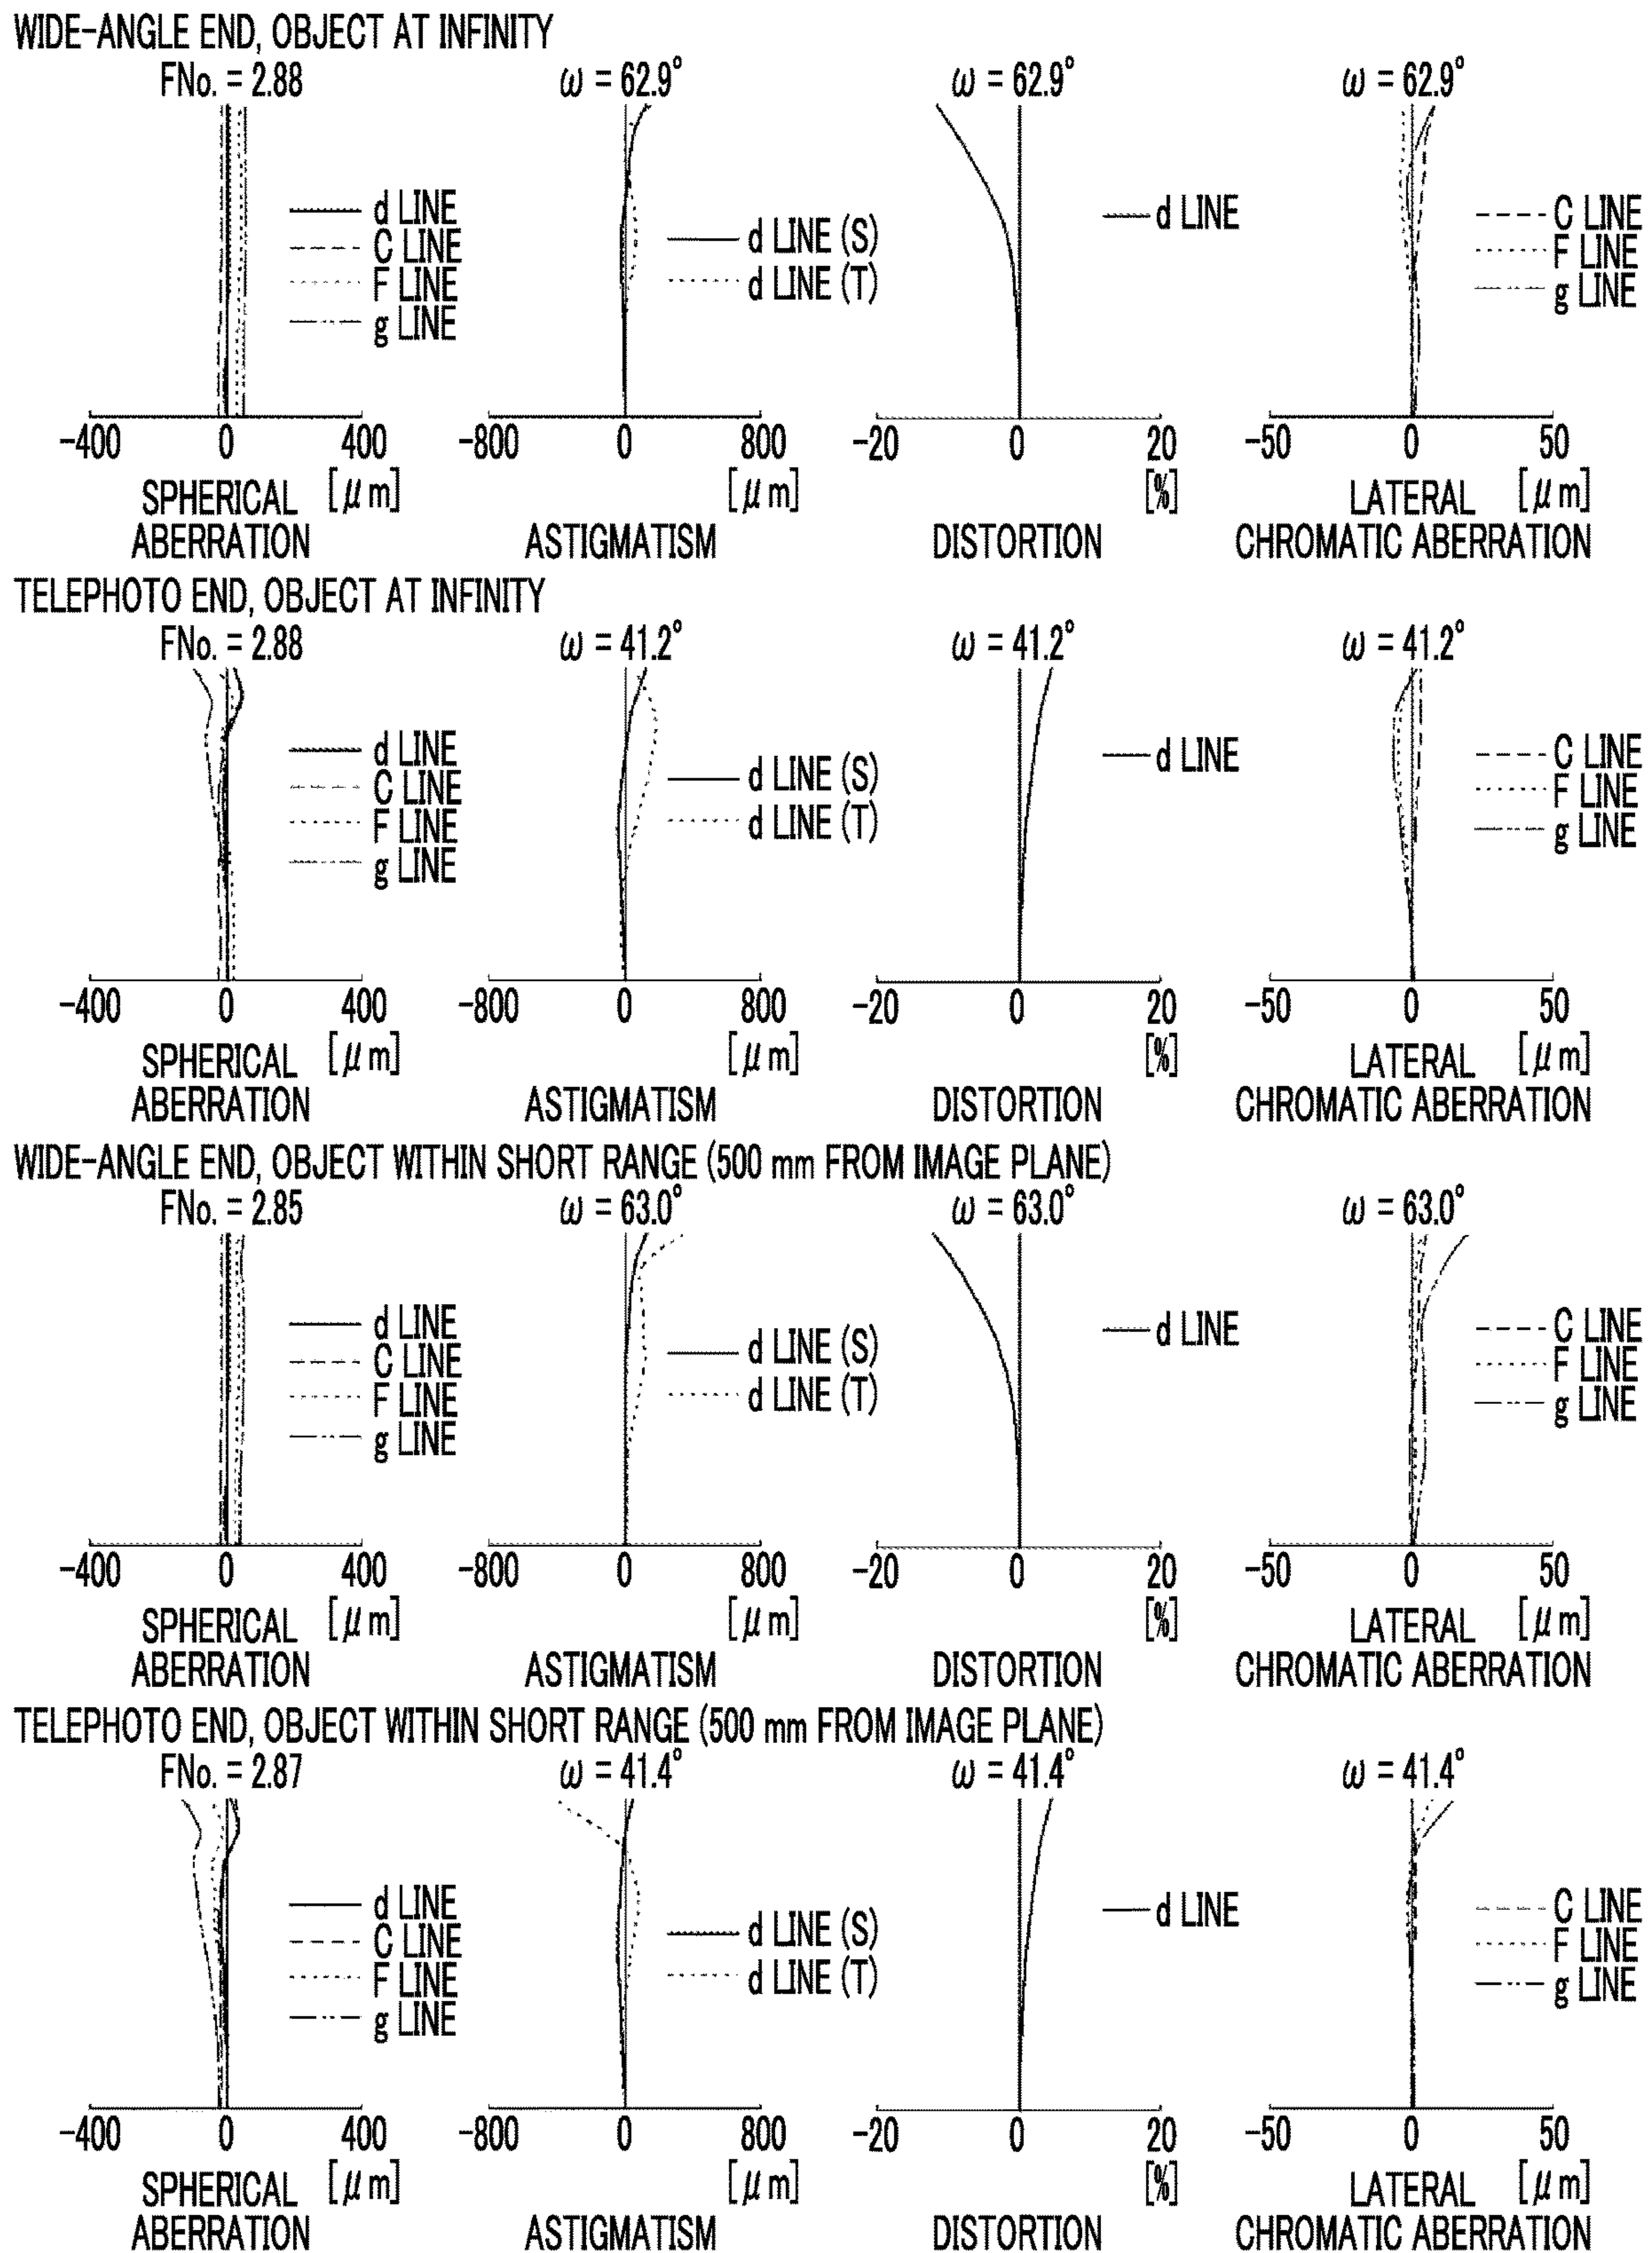 WIDE-ANGLE END, OBJECT AT INFINITY
FNo. = 2.88
ω = 62.9°
ω = 62.9°
ω = 62.9°
d LINE
C LINE
F LINE
g LINE
d LINE (S)
d LINE (T)
d LINE
C LINE
F LINE
g LINE
-400 0 400
-800 0 800
-20 0 20
-50 0 50
[μm]
[μm]
[%]
[μm]
SPHERICAL
ABERRATION
ASTIGMATISM
DISTORTION
LATERAL
CHROMATIC ABERRATION
TELEPHOTO END, OBJECT AT INFINITY
FNo. = 2.88
ω = 41.2°
ω = 41.2°
ω = 41.2°
d LINE
C LINE
F LINE
g LINE
d LINE (S)
d LINE (T)
d LINE
C LINE
F LINE
g LINE
-400 0 400
-800 0 800
-20 0 20
-50 0 50
[μm]
[μm]
[%]
[μm]
SPHERICAL
ABERRATION
ASTIGMATISM
DISTORTION
LATERAL
CHROMATIC ABERRATION
WIDE-ANGLE END, OBJECT WITHIN SHORT RANGE (500 mm FROM IMAGE PLANE)
FNo. = 2.85
ω = 63.0°
ω = 63.0°
ω = 63.0°
d LINE
C LINE
F LINE
g LINE
d LINE (S)
d LINE (T)
d LINE
C LINE
F LINE
g LINE
-400 0 400
-800 0 800
-20 0 20
-50 0 50
[μm]
[μm]
[%]
[μm]
SPHERICAL
ABERRATION
ASTIGMATISM
DISTORTION
LATERAL
CHROMATIC ABERRATION
TELEPHOTO END, OBJECT WITHIN SHORT RANGE (500 mm FROM IMAGE PLANE)
FNo. = 2.87
ω = 41.4°
ω = 41.4°
ω = 41.4°
d LINE
C LINE
F LINE
g LINE
d LINE (S)
d LINE (T)
d LINE
C LINE
F LINE
g LINE
-400 0 400
-800 0 800
-20 0 20
-50 0 50
[μm]
[μm]
[%]
[μm]
SPHERICAL
ABERRATION
ASTIGMATISM
DISTORTION
LATERAL
CHROMATIC ABERRATION